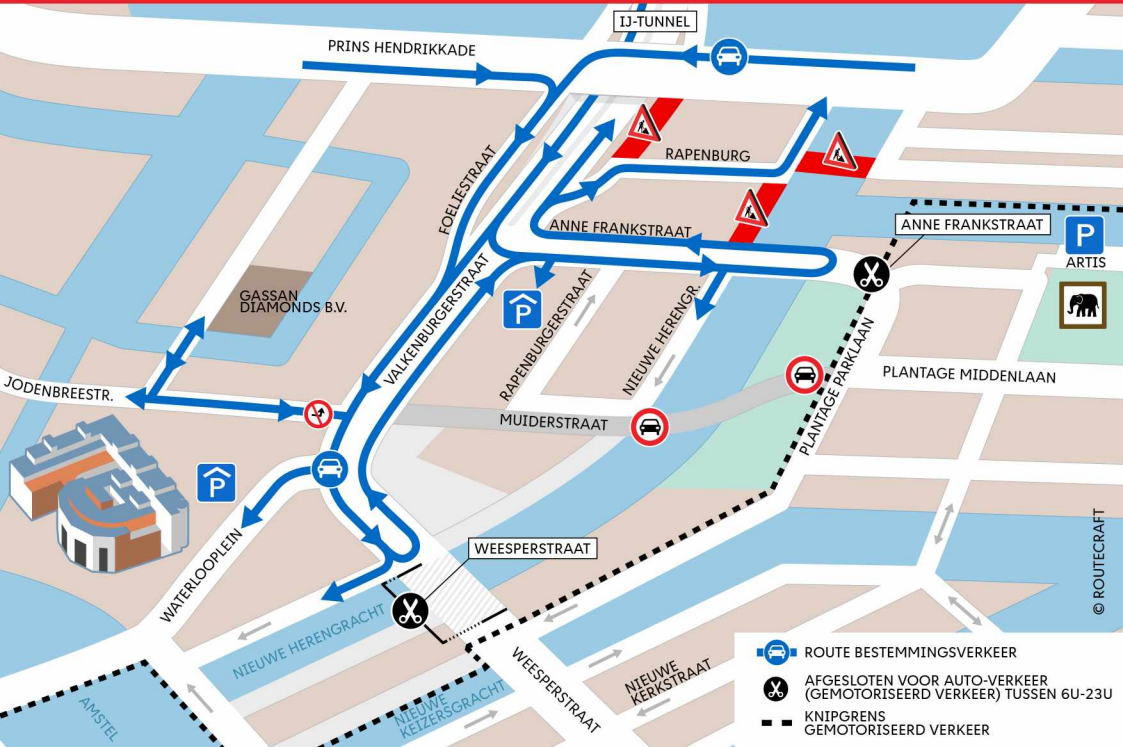 IJ-TUNNEL
PRINS HENDRIKKADE
RAPENBURG
FOELIESTRAAT
ANNE FRANKSTRAAT
ANNE FRANKSTRAAT
P
ARTIS
VALKENBURGERSTRAAT
GASSAN
DIAMONDS B.V.
P
RAPENBURGERSTRAAT
NIEUWE HERENGR.
PLANTAGE PARKLAAN
PLANTAGE MIDDENLAAN
JODENBREESTR.
MUIDERSTRAAT
P
WATERLOOPLEIN
WEESPERSTRAAT
© ROUTECRAFT
NIEUWE HERENGRACHT
WEESPERSTRAAT
NIEUWE
KERKSTRAAT
NIEUWE
KEIZERSGRACHT
AMSTEL
ROUTE BESTEMMINGSVERKEER
AFGESLOTEN VOOR AUTO-VERKEER
(GEMOTORISEERD VERKEER) TUSSEN 6U-23U
KNIPGRENS
GEMOTORISEERD VERKEER